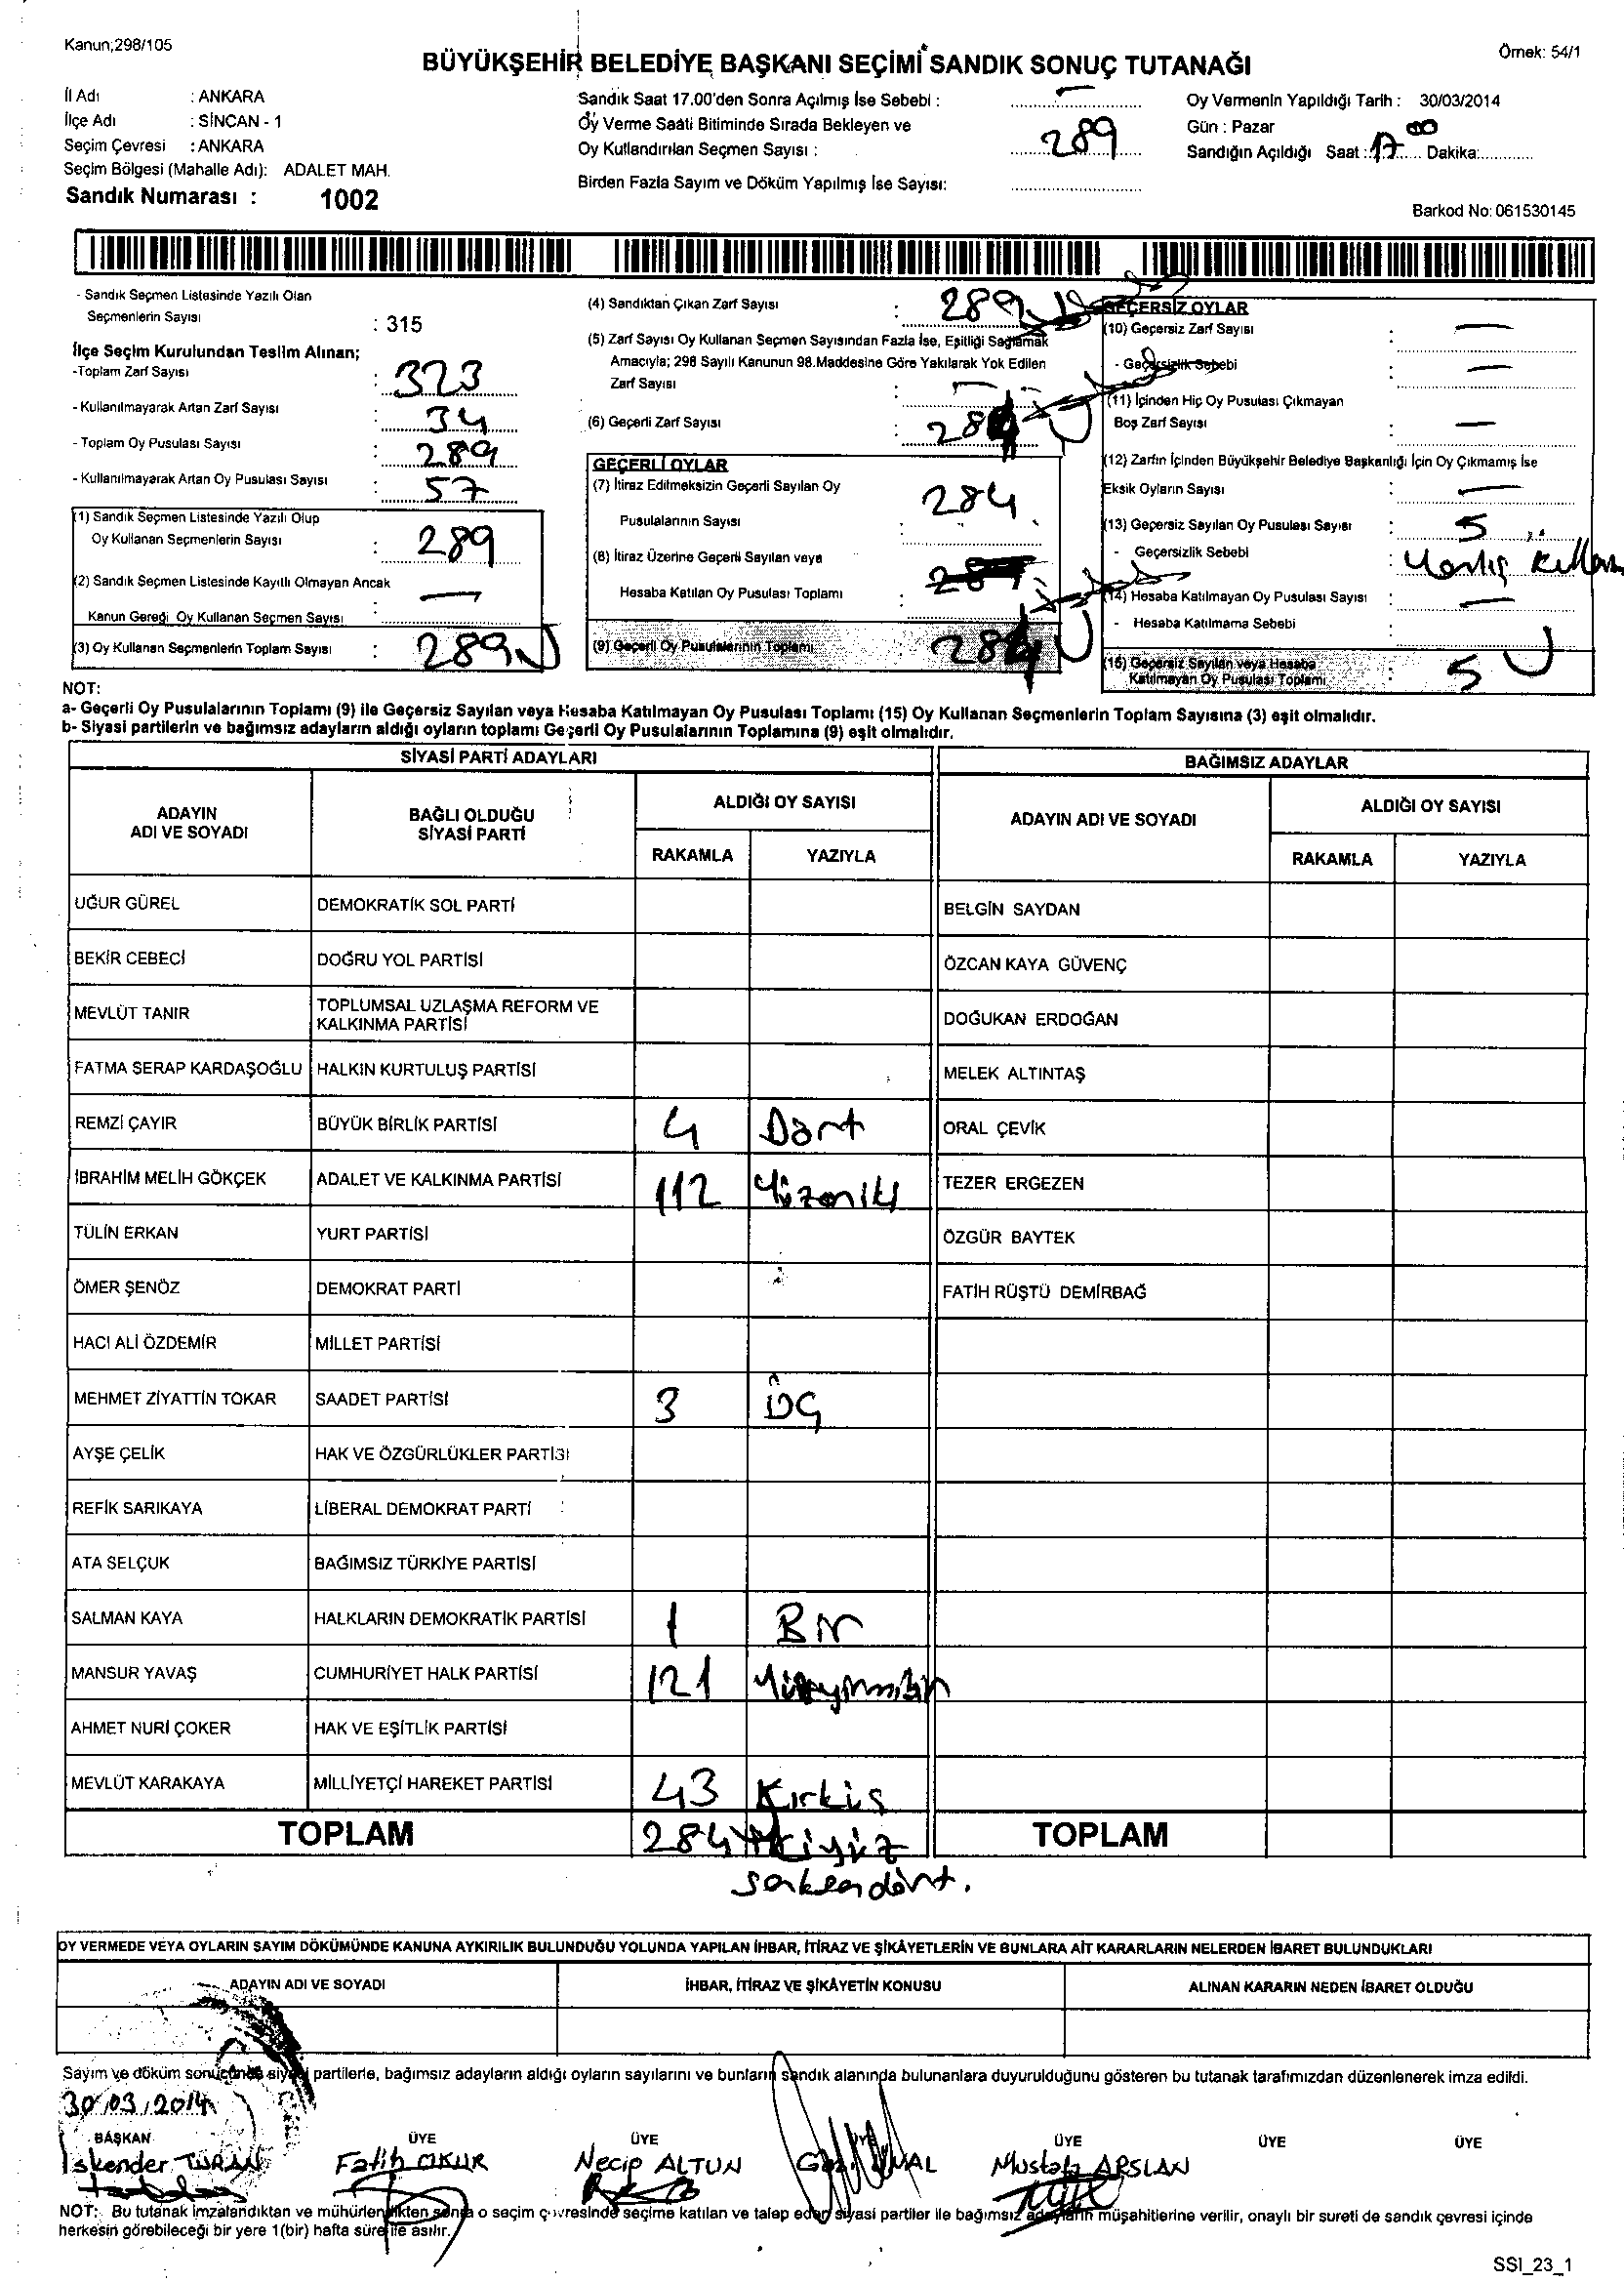 Kanun;298/105
Örnek: 54/1
BÜYÜKŞEHİR BELEDİYE BAŞKANI SEÇİMİ SANDIK SONUÇ TUTANAĞI
İl Adı : ANKARA
İlçe Adı : SİNCAN - 1
Seçim Çevresi : ANKARA
Seçim Bölgesi (Mahalle Adı): ADALET MAH.
Sandık Numarası : 1002
Sandık Saat 17.00'den Sonra Açılmış İse Sebebi : —
Oy Verme Saati Bitiminde Sırada Bekleyen ve
Oy Kullandırılan Seçmen Sayısı : 289
Birden Fazla Sayım ve Döküm Yapılmış İse Sayısı:
Oy Vermenin Yapıldığı Tarih : 30/03/2014
Gün : Pazar
Sandığın Açıldığı Saat : 17 Dakika: 00
Barkod No: 061530145
- Sandık Seçmen Listesinde Yazılı Olan
Seçmenlerin Sayısı : 315
İlçe Seçim Kurulundan Teslim Alınan;
-Toplam Zarf Sayısı : 323
- Kullanılmayarak Artan Zarf Sayısı : 34
- Toplam Oy Pusulası Sayısı : 289
- Kullanılmayarak Artan Oy Pusulası Sayısı : 57
(1) Sandık Seçmen Listesinde Yazılı Olup
Oy Kullanan Seçmenlerin Sayısı : 289
(2) Sandık Seçmen Listesinde Kayıtlı Olmayan Ancak
Kanun Gereği Oy Kullanan Seçmen Sayısı : —
(3) Oy Kullanan Seçmenlerin Toplam Sayısı : 289
(4) Sandıktan Çıkan Zarf Sayısı : 289
(5) Zarf Sayısı Oy Kullanan Seçmen Sayısından Fazla İse, Eşitliği Sağlamak
Amacıyla; 298 Sayılı Kanunun 98.Maddesine Göre Yakılarak Yok Edilen
Zarf Sayısı : —
(6) Geçerli Zarf Sayısı : 284
GEÇERLİ OYLAR
(7) İtiraz Edilmeksizin Geçerli Sayılan Oy
Pusulalarının Sayısı : 284
(8) İtiraz Üzerine Geçerli Sayılan veya
Hesaba Katılan Oy Pusulası Toplamı :
(9) Geçerli Oy Pusulalarının Toplamı 284
GEÇERSİZ OYLAR
(10) Geçersiz Zarf Sayısı : —
- Geçersizlik Sebebi : —
(11) İçinden Hiç Oy Pusulası Çıkmayan
Boş Zarf Sayısı : —
(12) Zarfın İçinden Büyükşehir Belediye Başkanlığı İçin Oy Çıkmamış İse
Eksik Oyların Sayısı : —
(13) Geçersiz Sayılan Oy Pusulası Sayısı : 5
- Geçersizlik Sebebi :
(14) Hesaba Katılmayan Oy Pusulası Sayısı : —
- Hesaba Katılmama Sebebi :
(15) Geçersiz Sayılan veya Hesaba
Katılmayan Oy Pusulası Toplamı : 5
NOT:
a- Geçerli Oy Pusulalarının Toplamı (9) ile Geçersiz Sayılan veya Hesaba Katılmayan Oy Pusulası Toplamı (15) Oy Kullanan Seçmenlerin Toplam Sayısına (3) eşit olmalıdır.
b- Siyasi partilerin ve bağımsız adayların aldığı oyların toplamı Geçerli Oy Pusulalarının Toplamına (9) eşit olmalıdır.
SİYASİ PARTİ ADAYLARI
ADAYIN ADI VE SOYADI
BAĞLI OLDUĞU SİYASİ PARTİ
ALDIĞI OY SAYISI
RAKAMLA YAZIYLA
UĞUR GÜREL DEMOKRATİK SOL PARTİ
BEKİR CEBECİ DOĞRU YOL PARTİSİ
MEVLÜT TANIR TOPLUMSAL UZLAŞMA REFORM VE
KALKINMA PARTİSİ
FATMA SERAP KARDAŞOĞLU HALKIN KURTULUŞ PARTİSİ
REMZİ ÇAYIR BÜYÜK BİRLİK PARTİSİ 4 Dört
İBRAHİM MELİH GÖKÇEK ADALET VE KALKINMA PARTİSİ 112 Yüzoniki
TÜLİN ERKAN YURT PARTİSİ
ÖMER ŞENÖZ DEMOKRAT PARTİ
HACI ALİ ÖZDEMİR MİLLET PARTİSİ
MEHMET ZİYATTİN TOKAR SAADET PARTİSİ 3 ÜÇ
AYŞE ÇELİK HAK VE ÖZGÜRLÜKLER PARTİSİ
REFİK SARIKAYA LİBERAL DEMOKRAT PARTİ
ATA SELÇUK BAĞIMSIZ TÜRKİYE PARTİSİ
SALMAN KAYA HALKLARIN DEMOKRATİK PARTİSİ 1 Bir
MANSUR YAVAŞ CUMHURİYET HALK PARTİSİ 121 Yüzyirmibir
AHMET NURİ ÇOKER HAK VE EŞİTLİK PARTİSİ
MEVLÜT KARAKAYA MİLLİYETÇİ HAREKET PARTİSİ 43 Kırküç
TOPLAM 284 ikiyüz
seksendört.
BAĞIMSIZ ADAYLAR
ADAYIN ADI VE SOYADI
ALDIĞI OY SAYISI
RAKAMLA YAZIYLA
BELGİN SAYDAN
ÖZCAN KAYA GÜVENÇ
DOĞUKAN ERDOĞAN
MELEK ALTINTAŞ
ORAL ÇEVİK
TEZER ERGEZEN
ÖZGÜR BAYTEK
FATİH RÜŞTÜ DEMİRBAĞ
TOPLAM
OY VERMEDE VEYA OYLARIN SAYIM DÖKÜMÜNDE KANUNA AYKIRILIK BULUNDUĞU YOLUNDA YAPILAN İHBAR, İTİRAZ VE ŞİKÂYETLERİN VE BUNLARA AİT KARARLARIN NELERDEN İBARET BULUNDUKLARI
ADAYIN ADI VE SOYADI İHBAR, İTİRAZ VE ŞİKÂYETİN KONUSU ALINAN KARARIN NEDEN İBARET OLDUĞU
Sayım ve döküm sonucunda siyasi partilerle, bağımsız adayların aldığı oyların sayılarını ve bunların sandık alanında bulunanlara duyurulduğunu gösteren bu tutanak tarafımızdan düzenlenerek imza edildi.
30/03/2014
BAŞKAN ÜYE ÜYE ÜYE ÜYE ÜYE ÜYE
İskender TURAN Fatih OKUR Necip ALTUN Mustafa ARSLAN
NOT: Bu tutanak imzalandıktan ve mühürlendikten sonra o seçim çevresinde seçime katılan ve talep eden siyasi partiler ile bağımsız adayların müşahitlerine verilir, onaylı bir sureti de sandık çevresi içinde
herkesin görebileceği bir yere 1(bir) hafta süre ile asılır.
SSI_23_1